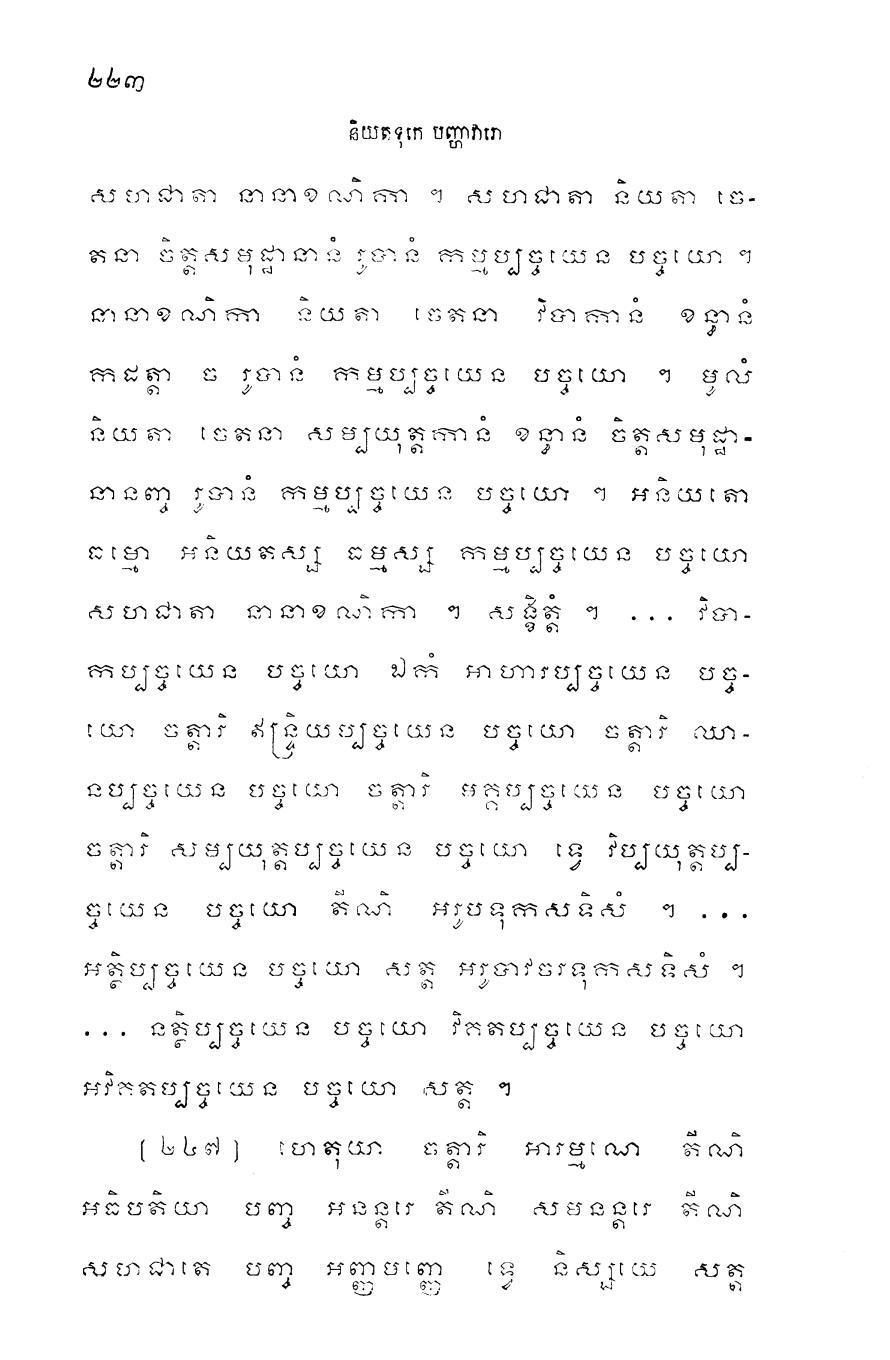 ២២៣
និយតទុកេ បញ្ហាវារោ
សហជាតា នានាខណិកា ។ សហជាតា និយតា ចេ-
តនា ចិត្តសមុដ្ឋានានំ រូបានំ កម្មប្បច្ចយេន បច្ចយោ ។
នានាខណិកា និយតា ចេតនា វិបាកានំ ខន្ធានំ
កដត្តា ច រូបានំ កម្មប្បច្ចយេន បច្ចយោ ។ មូលំ
និយតា ចេតនា សម្បយុត្តកានំ ខន្ធានំ ចិត្តសមុដ្ឋា-
នានញ្ច រូបានំ កម្មប្បច្ចយេន បច្ចយោ ។ អនិយតោ
ធម្មោ អនិយតស្ស ធម្មស្ស កម្មប្បច្ចយេន បច្ចយោ
សហជាតា នានាខណិកា ។ សង្ខិត្តំ ។ ... វិបា-
កប្បច្ចយេន បច្ចយោ ឯកំ អាហារប្បច្ចយេន បច្ច-
យោ ចត្តារិ ឥន្ទ្រិយប្បច្ចយេន បច្ចយោ ចត្តារិ ឈា-
នប្បច្ចយេន បច្ចយោ ចត្តារិ មគ្គប្បច្ចយេន បច្ចយោ
ចត្តារិ សម្បយុត្តប្បច្ចយេន បច្ចយោ ទ្វេ វិប្បយុត្តប្ប-
ច្ចយេន បច្ចយោ តីណិ អរូបទុកសទិសំ ។ ...
អត្ថិប្បច្ចយេន បច្ចយោ សត្ត អរូបាវចរទុកសទិសំ ។
... នត្ថិប្បច្ចយេន បច្ចយោ វិគតប្បច្ចយេន បច្ចយោ
អវិគតប្បច្ចយេន បច្ចយោ សត្ត ។
[២៤៧] ហេតុយា ចត្តារិ អារម្មណេ តីណិ
អធិបតិយា បញ្ច អនន្តរេ តីណិ សមនន្តរេ តីណិ
សហជាតេ បញ្ច អញ្ញមញ្ញេ ទ្វេ និស្សយេ សត្ត